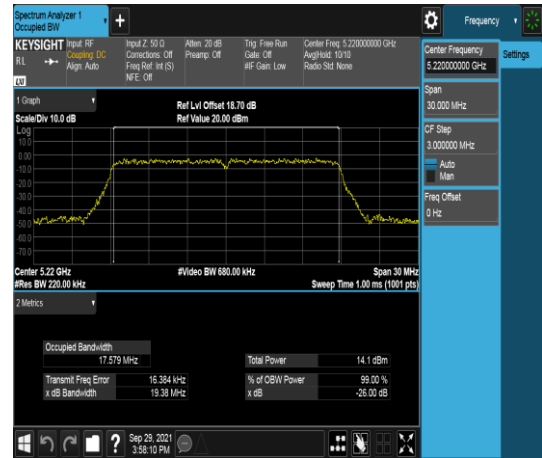 Spectrum Analyzer 1
Occupied BW
+
Frequency
KEYSIGHT
R L
LXI
Input: RF
Coupling: DC
Align: Auto
Input Z: 50 Ω
Corrections: Off
Freq Ref: Int (S)
NFE: Off
Atten: 20 dB
Preamp: Off
Trig: Free Run
Gate: Off
#IF Gain: Low
Center Freq: 5.220000000 GHz
Avg|Hold: 10/10
Radio Std: None
Center Frequency
5.220000000 GHz
Settings
Span
30.000 MHz
CF Step
3.000000 MHz
Auto
Man
Freq Offset
0 Hz
1 Graph
Scale/Div 10.0 dB
Ref Lvl Offset 18.70 dB
Ref Value 20.00 dBm
Log
10.0
0.00
-10.0
-20.0
-30.0
-40.0
-50.0
-60.0
-70.0
Center 5.22 GHz
#Video BW 680.00 kHz
Span 30 MHz
#Res BW 220.00 kHz
Sweep Time 1.00 ms (1001 pts)
2 Metrics
Occupied Bandwidth
17.579 MHz
Total Power 14.1 dBm
Transmit Freq Error 16.384 kHz
% of OBW Power 99.00 %
x dB Bandwidth 19.38 MHz
x dB -26.00 dB
?
Sep 29, 2021
3:58:10 PM